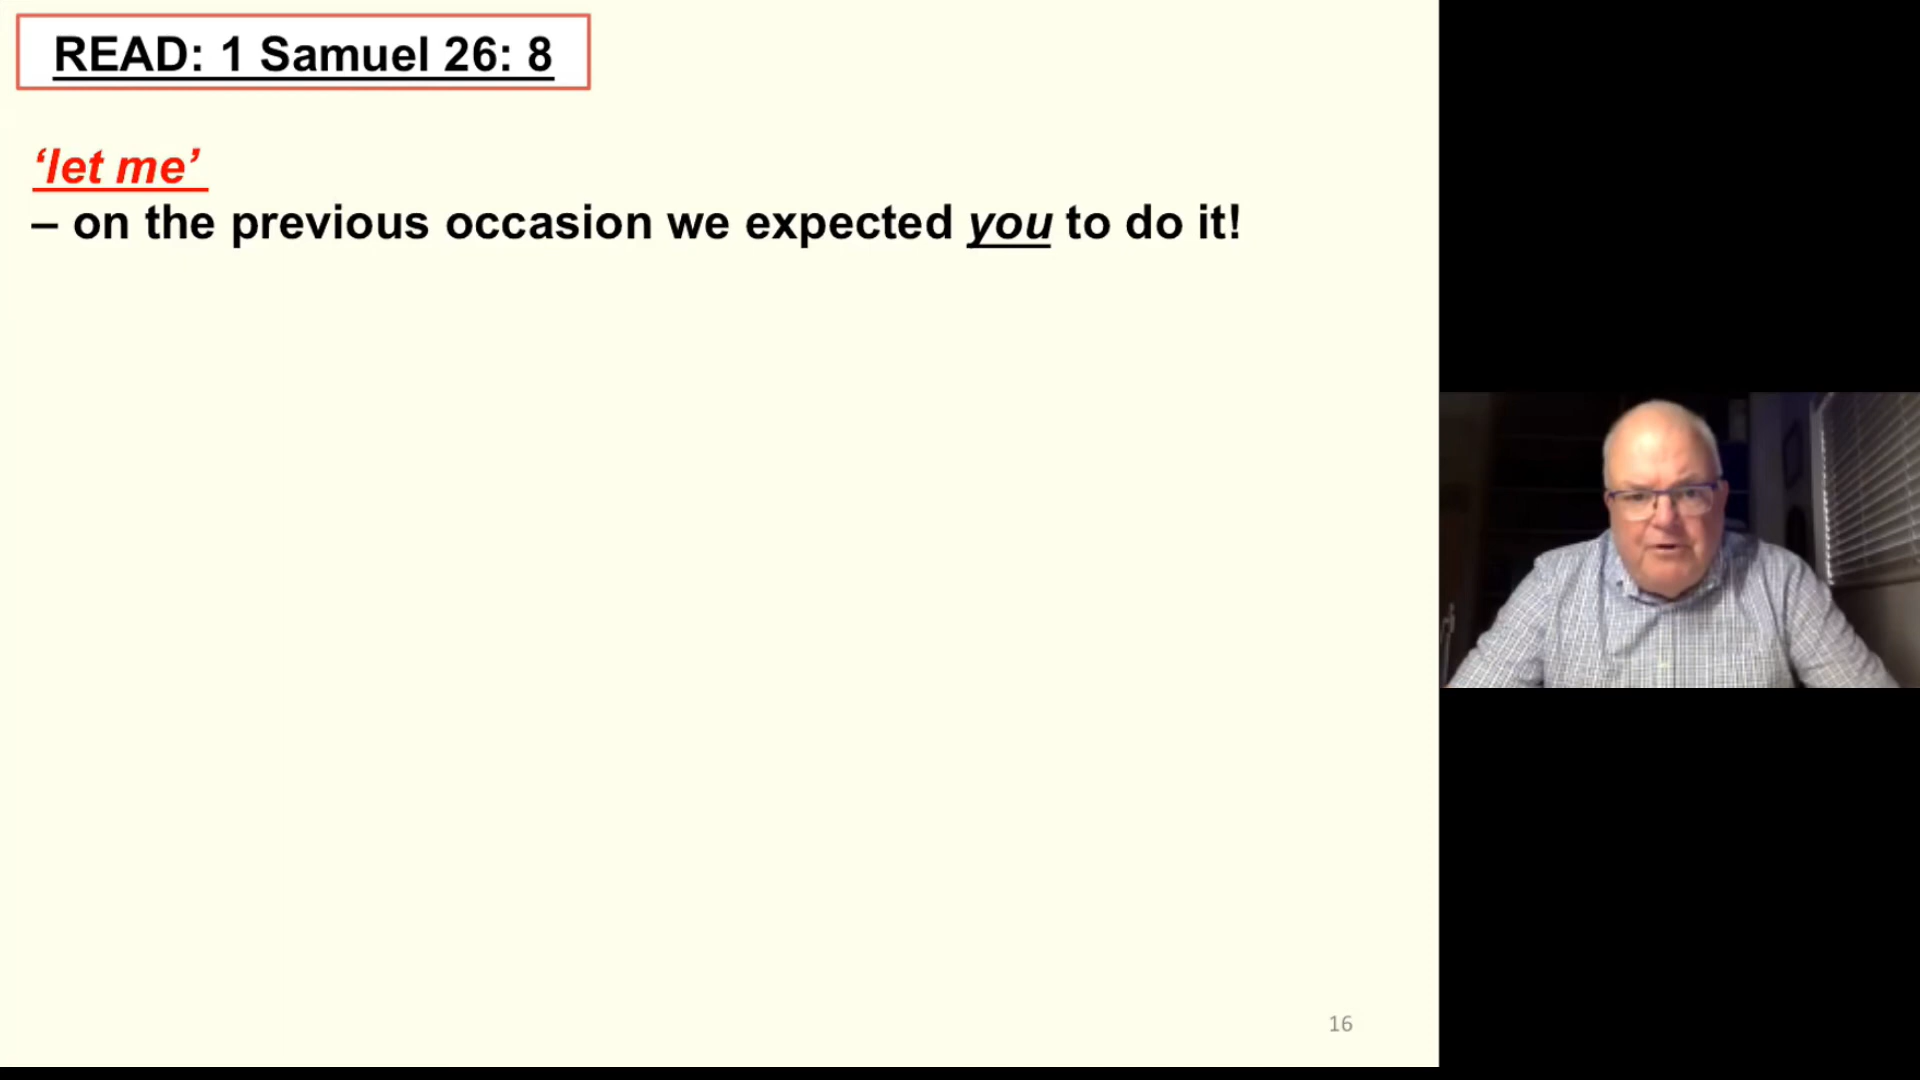 READ: 1 Samuel 26: 8
‘let me’
– on the previous occasion we expected you to do it!
16